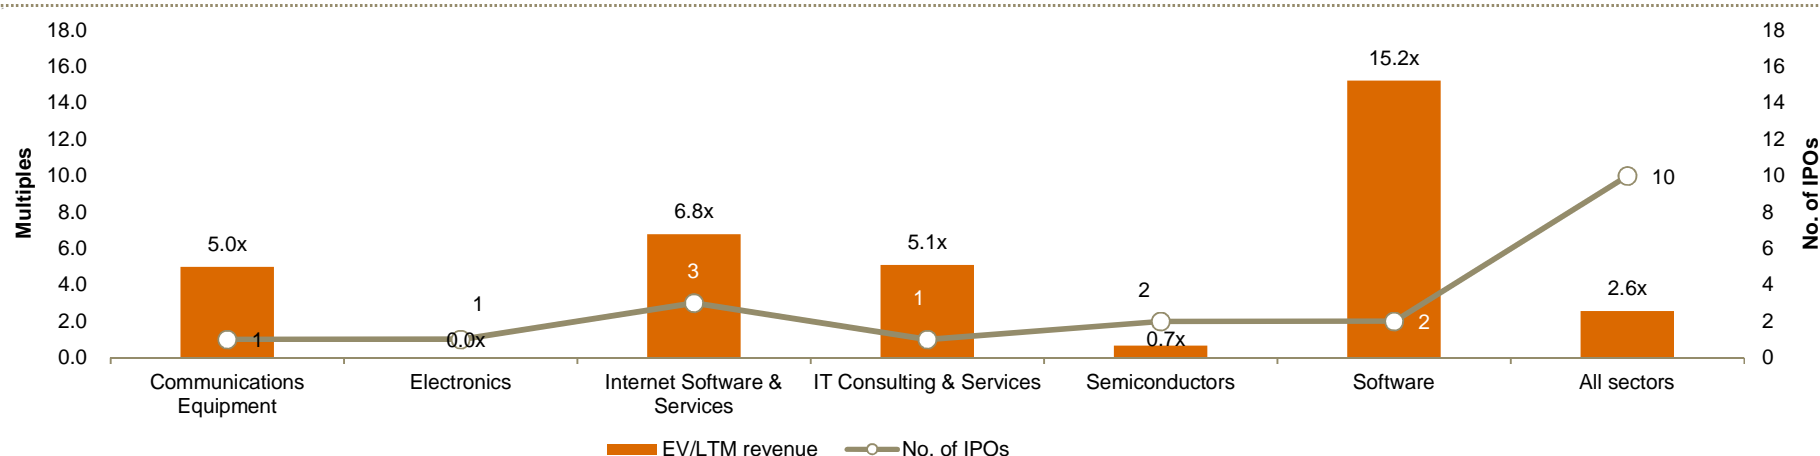 18.0
16.0
14.0
12.0
10.0
8.0
6.0
4.0
2.0
0.0
Multiples
5.0x
1
1
0.0x
6.8x
3
5.1x
1
2
0.7x
15.2x
2
2.6x
10
18
16
14
12
10
8
6
4
2
0
No. of IPOs
Communications
Equipment
Electronics
Internet Software &
Services
IT Consulting & Services
Semiconductors
Software
All sectors
EV/LTM revenue
No. of IPOs